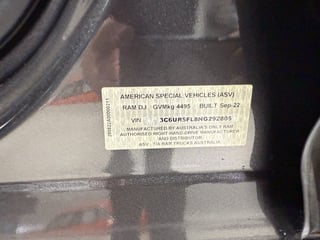 AMERICAN SPECIAL VEHICLES (ASV)
RAM DJ GVMkg 4495 BUILT Sep-22
VIN 3C6UR5FL8NG292805
MANUFACTURED BY AUSTRALIA'S ONLY RAM
AUTHORISED RIGHT HAND DRIVE MANUFACTURER
AND DISTRIBUTOR.
ASV - T/A RAM TRUCKS AUSTRALIA